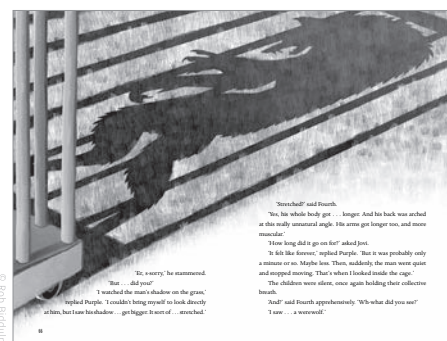 'Er, s-sorry,' he stammered.
'But . . . did you?'
'I watched the man's shadow on the grass,'
replied Purple. 'I couldn't bring myself to look directly
at him, but I saw his shadow . . . get bigger. It sort of . . . stretched.'
'Stretched?' said Fourth.
'Yes, his whole body got . . . longer. And his back was arched
at this really unnatural angle. His arms got longer too, and more
muscular.'
'How long did it go on for?' asked Jovi.
'It felt like forever,' replied Purple. 'But it was probably only
a minute or so. Maybe less. Then, suddenly, the man went quiet
and stopped moving. That's when I looked inside the cage.'
The children were silent, once again holding their collective
breath.
'And?' said Fourth apprehensively. 'Wh-what did you see?'
'I saw . . . a werewolf.'